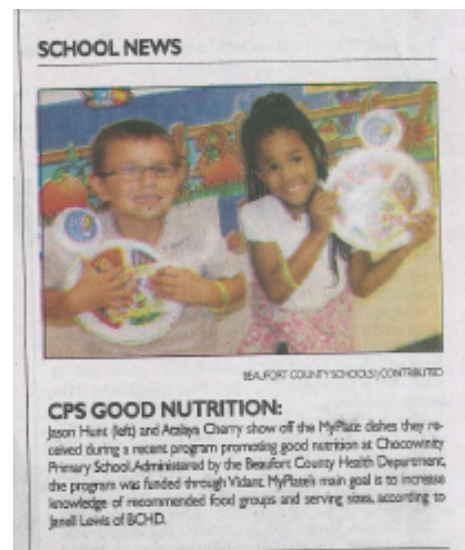 SCHOOL NEWS
BEAUFORT COUNTY SCHOOLS/CONTRIBUTED
CPS GOOD NUTRITION:
Jason Hunt (left) and Atalaya Cherry show off the MyPlate dishes they re-
ceived during a recent program promoting good nutrition at Chocowinity
Primary School. Administered by the Beaufort County Health Department,
the program was funded through Vidant. MyPlate's main goal is to increase
knowledge of recommended food groups and serving sizes, according to
Janell Lewis of BCHD.